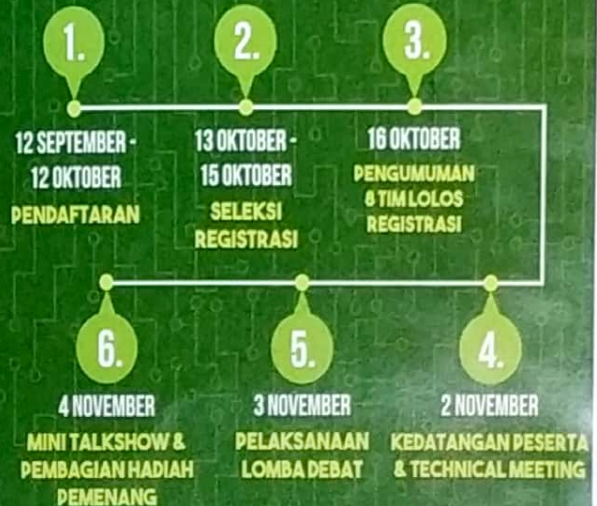 1.
12 SEPTEMBER -
12 OKTOBER
PENDAFTARAN
2.
13 OKTOBER -
15 OKTOBER
SELEKSI
REGISTRASI
3.
16 OKTOBER
PENGUMUMAN
8 TIM LOLOS
REGISTRASI
4.
2 NOVEMBER
KEDATANGAN PESERTA
& TECHNICAL MEETING
5.
3 NOVEMBER
PELAKSANAAN
LOMBA DEBAT
6.
4 NOVEMBER
MINI TALKSHOW &
PEMBAGIAN HADIAH
PEMENANG